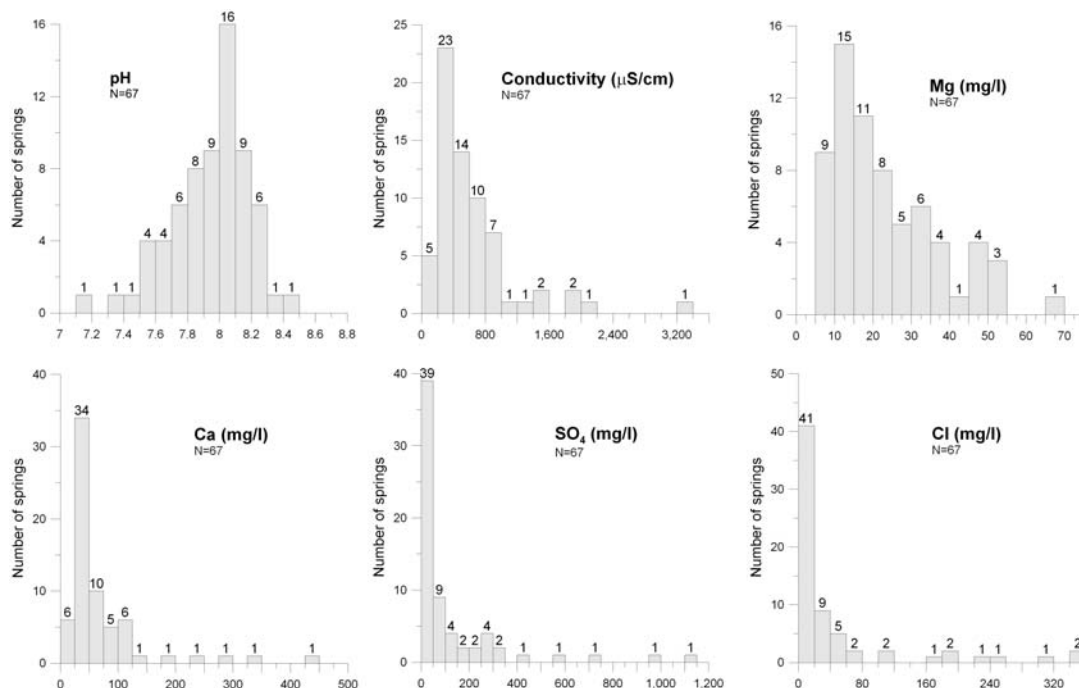 pH
N=67
Number of springs
16
12
8
4
0
1 1 1 4 4 6 8 9 16 9 6 1 1
7 7.2 7.4 7.6 7.8 8 8.2 8.4 8.6 8.8
Conductivity (μS/cm)
N=67
Number of springs
25
20
15
10
5
0
5 23 14 10 7 1 1 2 2 1 1
0 800 1,600 2,400 3,200
Mg (mg/l)
N=67
Number of springs
16
12
8
4
0
9 15 11 8 5 6 4 1 4 3 1
0 10 20 30 40 50 60 70
Ca (mg/l)
N=67
Number of springs
40
30
20
10
0
6 34 10 5 6 1 1 1 1 1 1
0 100 200 300 400 500
SO₄ (mg/l)
N=67
Number of springs
40
30
20
10
0
39 9 4 2 2 4 2 1 1 1 1 1
0 200 400 600 800 1.000 1,200
Cl (mg/l)
N=67
Number of springs
50
40
30
20
10
0
41 9 5 2 2 1 2 1 1 1 2
0 80 160 240 320